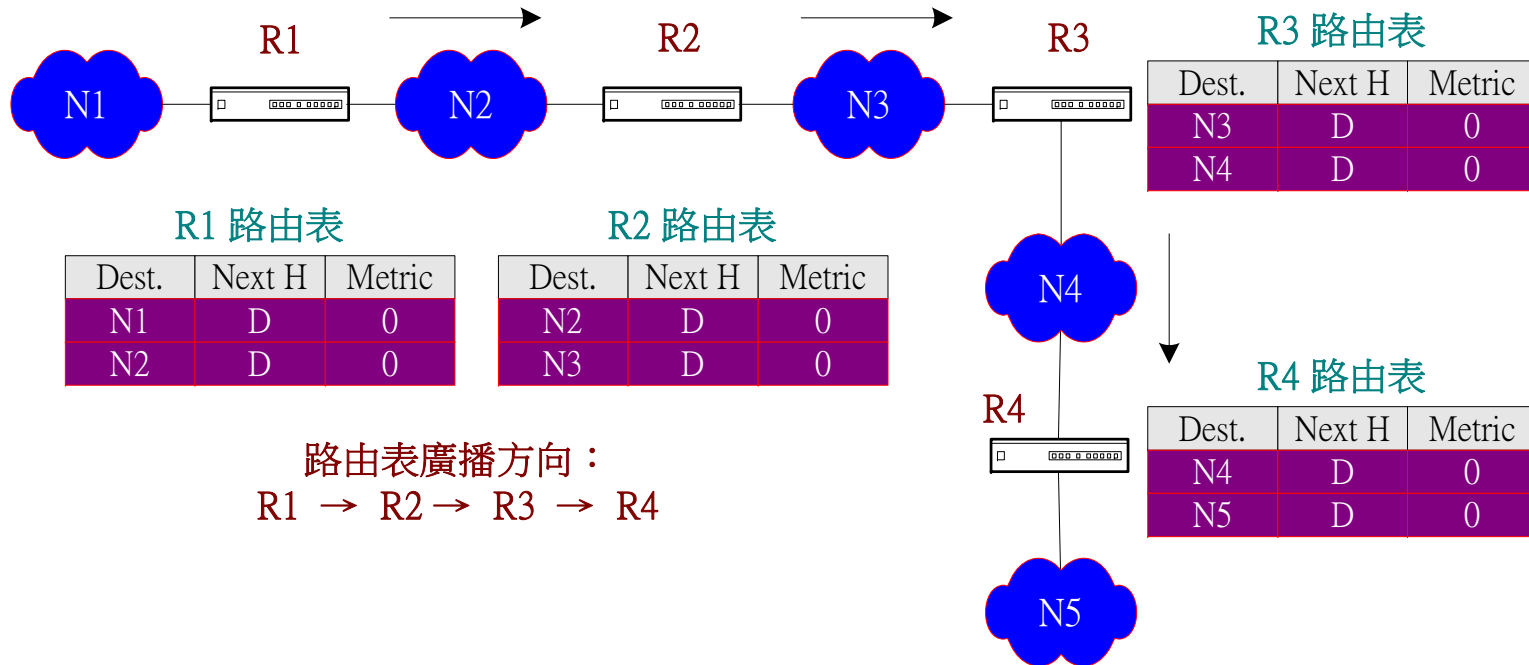 R1
R2
R3
R3 路由表
N1
N2
N3
Dest. Next H Metric
N3 D 0
N4 D 0
R1 路由表
Dest. Next H Metric
N1 D 0
N2 D 0
R2 路由表
Dest. Next H Metric
N2 D 0
N3 D 0
N4
R4 路由表
R4
Dest. Next H Metric
N4 D 0
N5 D 0
路由表廣播方向：
R1 → R2 → R3 → R4
N5